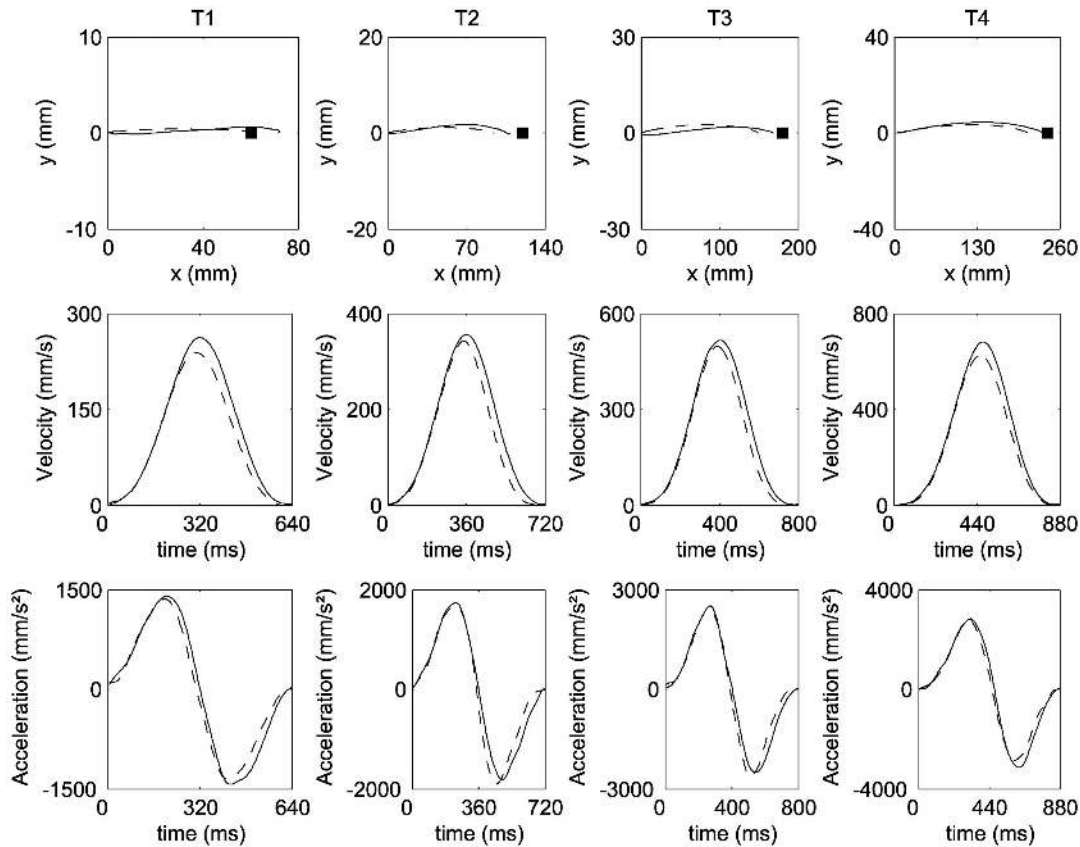 T1 T2 T3 T4
10 20 30 40
y (mm) y (mm) y (mm) y (mm)
0 0 0 0
-10 -20 -30 -40
0 40 80 0 70 140 0 100 200 0 130 260
x (mm) x (mm) x (mm) x (mm)
300 400 600 800
Velocity (mm/s) Velocity (mm/s) Velocity (mm/s) Velocity (mm/s)
150 200 300 400
0 0 0 0
0 320 640 0 360 720 0 400 800 0 440 880
time (ms) time (ms) time (ms) time (ms)
1500 2000 3000 4000
Acceleration (mm/s²) Acceleration (mm/s²) Acceleration (mm/s²) Acceleration (mm/s²)
0 0 0 0
-1500 -2000 -3000 -4000
0 320 640 0 360 720 0 400 800 0 440 880
time (ms) time (ms) time (ms) time (ms)